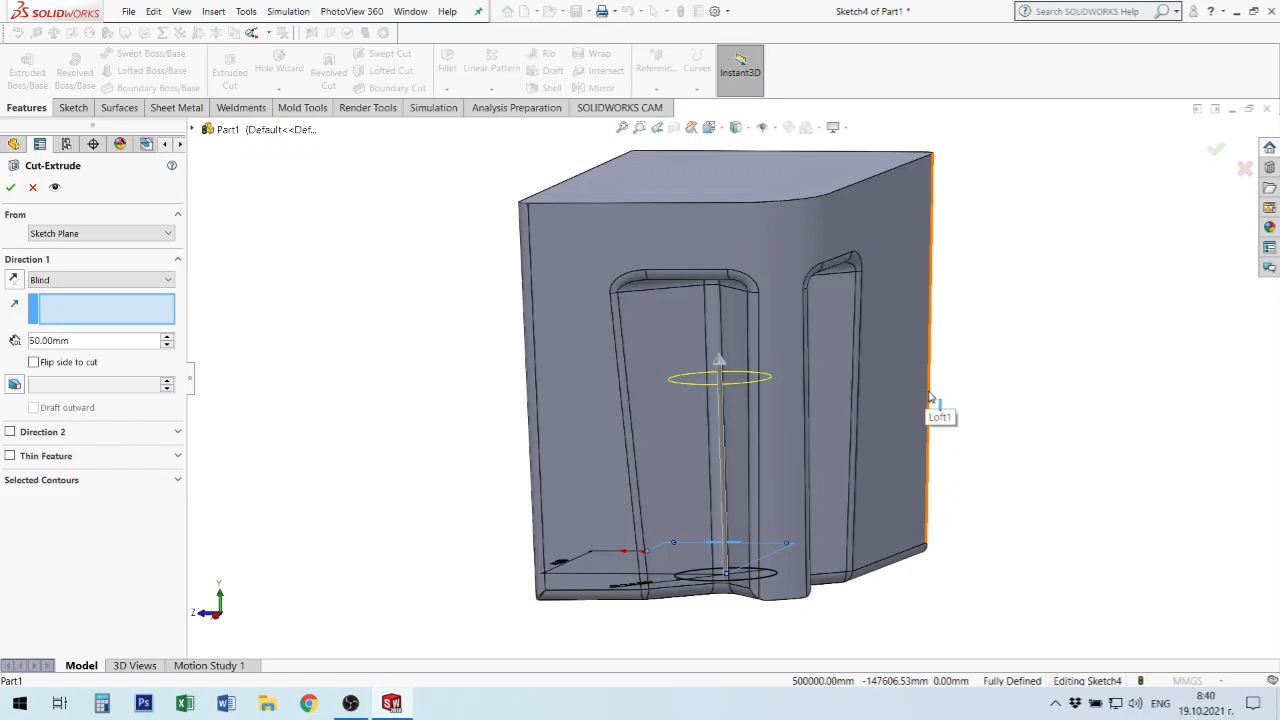 SOLIDWORKS File Edit View Insert Tools Simulation PhotoView 360 Window Help Sketch4 of Part1 * Search SOLIDWORKS Help
Extruded Boss/Base
Revolved Boss/Base
Swept Boss/Base
Lofted Boss/Base
Boundary Boss/Base
Extruded Cut
Hole Wizard
Revolved Cut
Swept Cut
Lofted Cut
Boundary Cut
Fillet
Linear Pattern
Rib
Draft
Shell
Wrap
Intersect
Mirror
Referenc...
Curves
Instant3D
Features Sketch Surfaces Sheet Metal Weldments Mold Tools Render Tools Simulation Analysis Preparation SOLIDWORKS CAM
Part1 (Default<<Def...
Cut-Extrude
From
Sketch Plane
Direction 1
Blind
50.00mm
Flip side to cut
Draft outward
Direction 2
Thin Feature
Selected Contours
Loft1
Y
Z
Model 3D Views Motion Study 1
Part1 500000.00mm -147606.53mm 0.00mm Fully Defined Editing Sketch4 MMGS
ENG
8:40
19.10.2021 г.